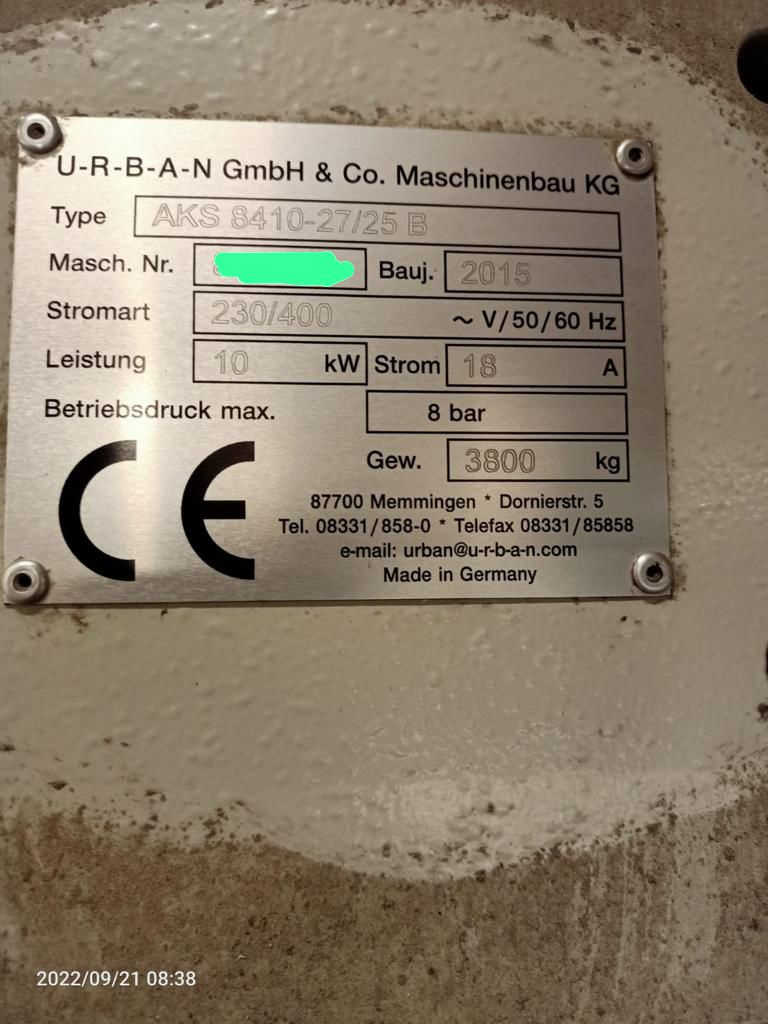 U-R-B-A-N GmbH & Co. Maschinenbau KG
Type AKS 8410-27/25 B
Masch. Nr. Bauj. 2015
Stromart 230/400 ~ V/50/60 Hz
Leistung 10 kW Strom 18 A
Betriebsdruck max. 8 bar
Gew. 3800 kg
CE
87700 Memmingen * Dornierstr. 5
Tel. 08331/858-0 * Telefax 08331/85858
e-mail: urban@u-r-b-a-n.com
Made in Germany
2022/09/21 08:38